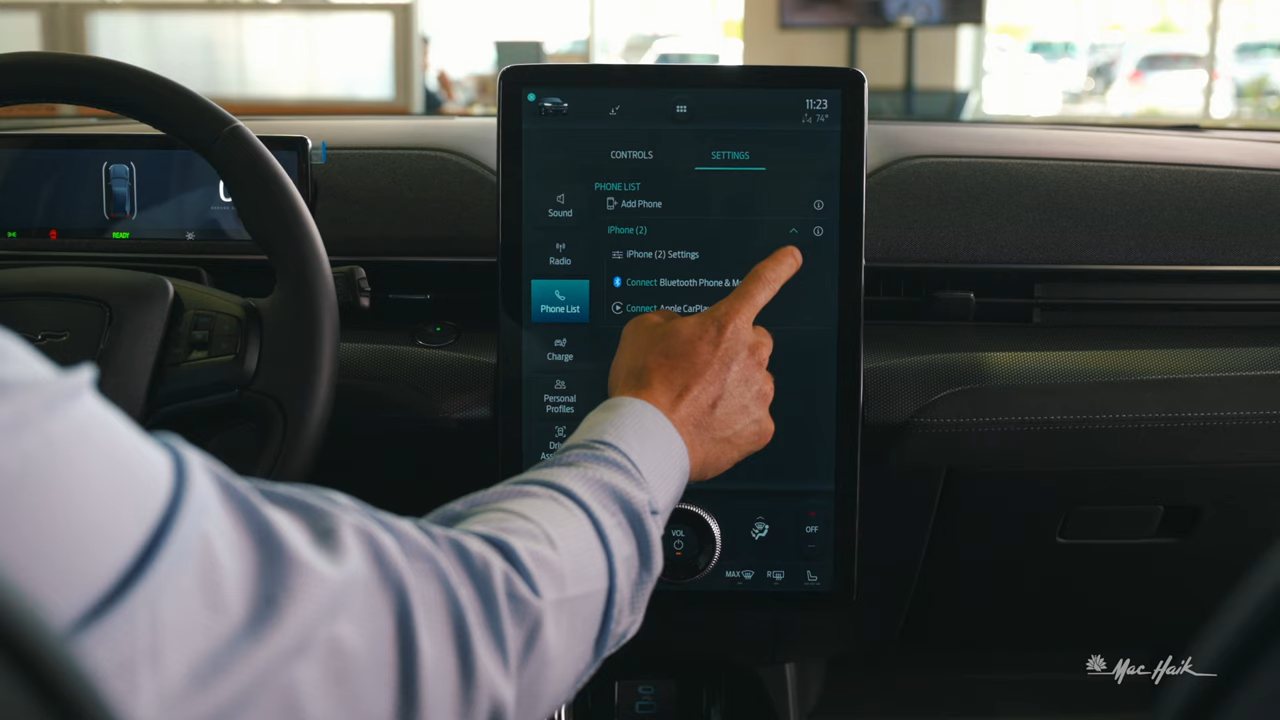 11:23
74°
CONTROLS
SETTINGS
PHONE LIST
Add Phone
Sound
iPhone (2)
iPhone (2) Settings
Radio
Connect Bluetooth Phone &
Connect Apple
Phone List
Charge
Personal
Profiles
READY
VOL
OFF
MAX
R
Mac Haik